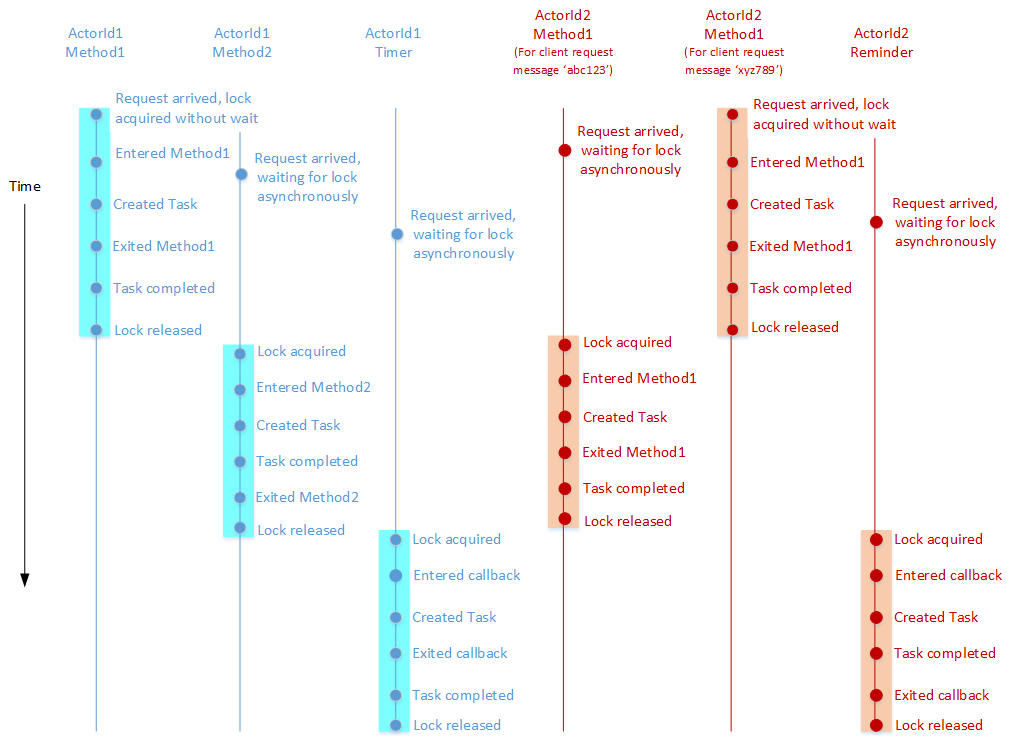 ActorId1
Method1
ActorId1
Method2
ActorId1
Timer
ActorId2
Method1
(For client request
message ‘abc123’)
ActorId2
Method1
(For client request
message ‘xyz789’)
ActorId2
Reminder
Time
Request arrived, lock
acquired without wait
Entered Method1
Created Task
Exited Method1
Task completed
Lock released
Request arrived,
waiting for lock
asynchronously
Lock acquired
Entered Method2
Created Task
Task completed
Exited Method2
Lock released
Request arrived,
waiting for lock
asynchronously
Lock acquired
Entered callback
Created Task
Exited callback
Task completed
Lock released
Request arrived,
waiting for lock
asynchronously
Lock acquired
Entered Method1
Created Task
Exited Method1
Task completed
Lock released
Request arrived, lock
acquired without wait
Entered Method1
Created Task
Exited Method1
Task completed
Lock released
Request arrived,
waiting for lock
asynchronously
Lock acquired
Entered callback
Created Task
Task completed
Exited callback
Lock released